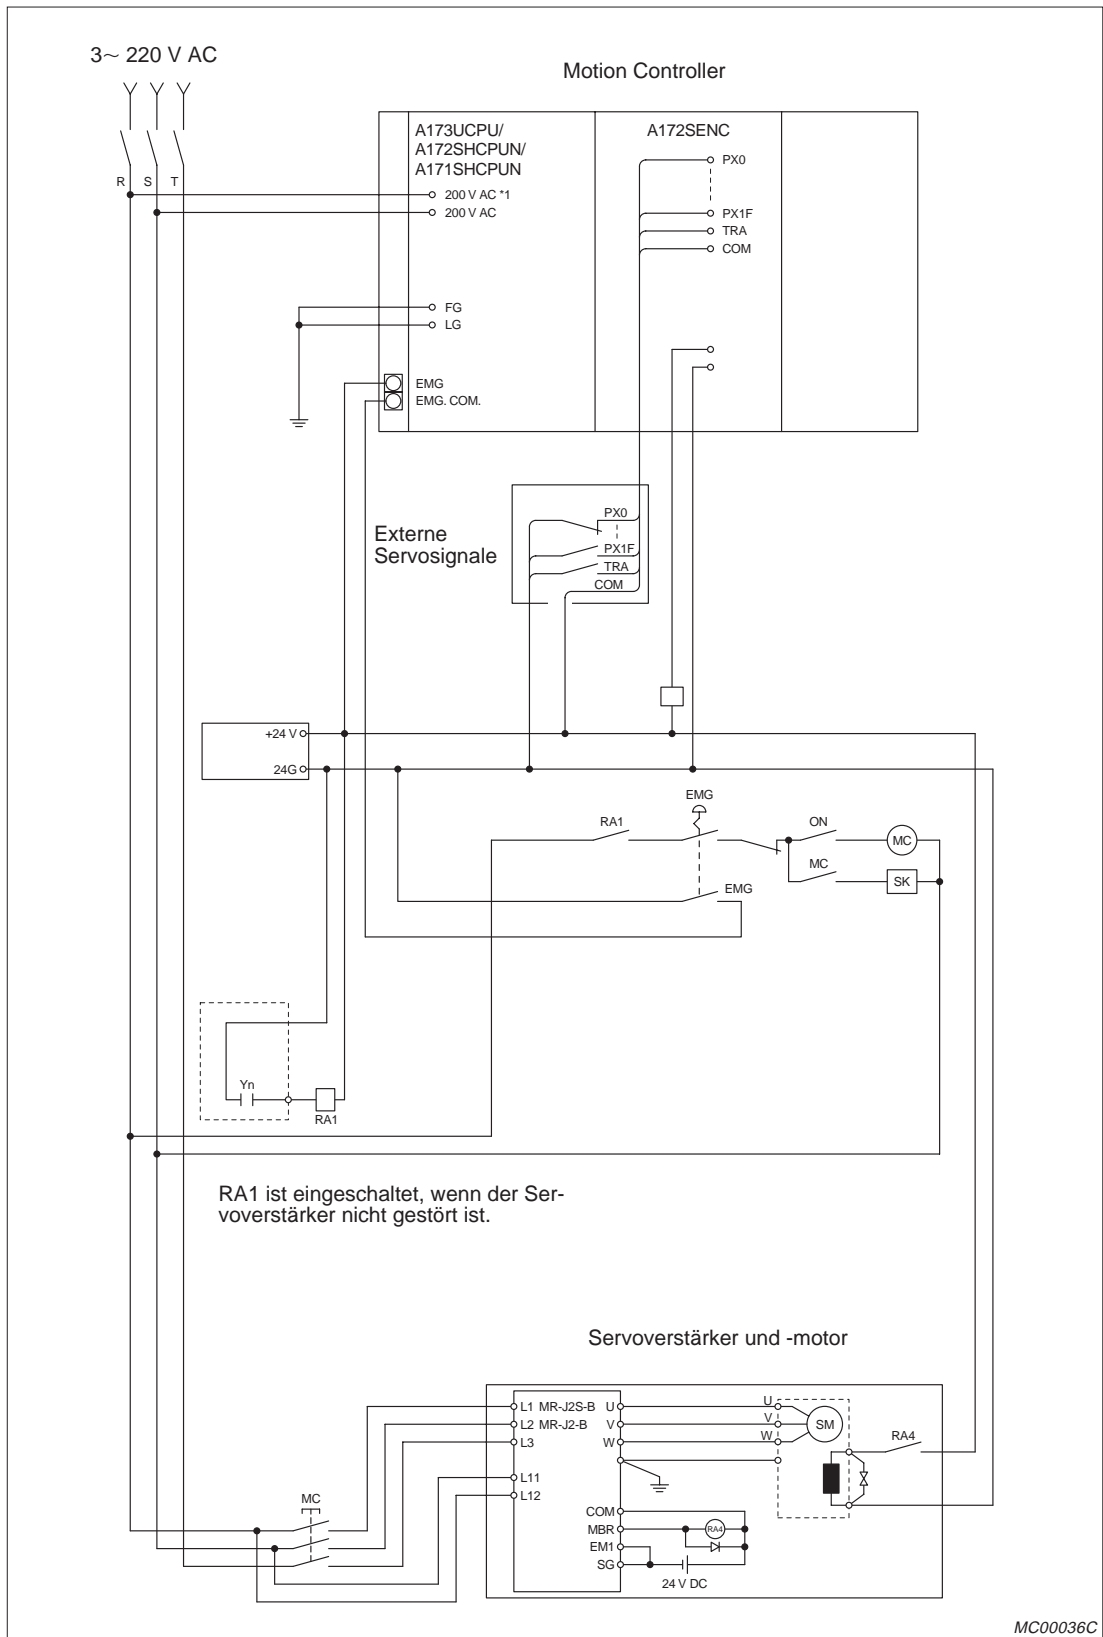 3~ 220 V AC
Motion Controller
A173UCPU/
A172SHCPUN/
A171SHCPUN
A172SENC
PX0
R S T
200 V AC *1
200 V AC
PX1F
TRA
COM
FG
LG
EMG
EMG. COM.
Externe
Servosignale
PX0
PX1F
TRA
COM
+24 V
24G
EMG
RA1
ON
MC
MC
SK
EMG
Yn
RA1
RA1 ist eingeschaltet, wenn der Ser-
voverstärker nicht gestört ist.
Servoverstärker und -motor
L1 MR-J2S-B U
L2 MR-J2-B V
L3 W
U
V
W
SM
RA4
L11
L12
MC
COM
MBR
RA4
EM1
SG
24 V DC
MC00036C